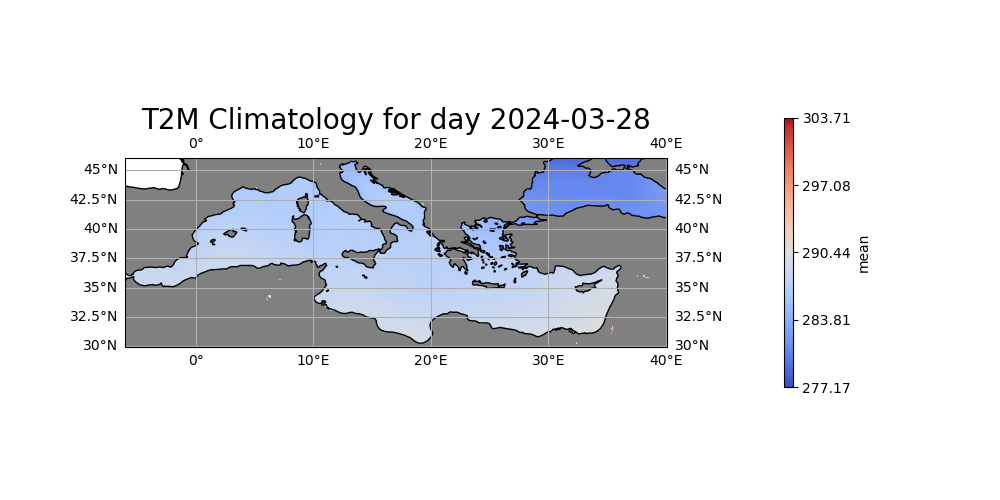 T2M Climatology for day 2024-03-28
0° 10°E 20°E 30°E 40°E
45°N 45°N
42.5°N 42.5°N
40°N 40°N
37.5°N 37.5°N
35°N 35°N
32.5°N 32.5°N
30°N 30°N
0° 10°E 20°E 30°E 40°E
303.71
297.08
290.44
283.81
277.17
mean